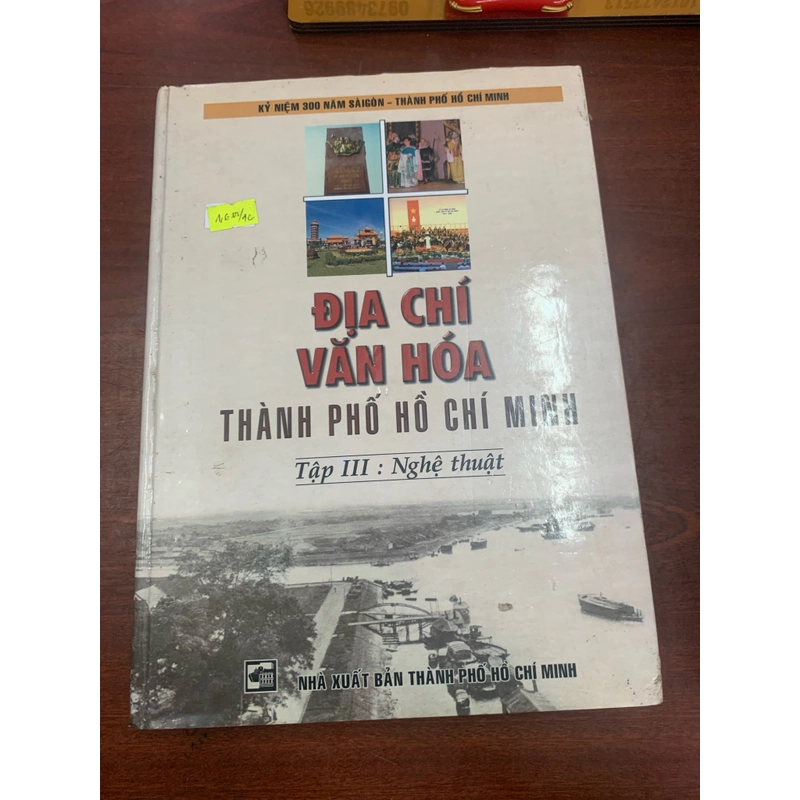 0973489926
KỶ NIỆM 300 NĂM SÀIGÒN - THÀNH PHỐ HỒ CHÍ MINH
ĐỊA CHÍ
VĂN HÓA
THÀNH PHỐ HỒ CHÍ MINH
Tập III : Nghệ thuật
NHÀ XUẤT BẢN THÀNH PHỐ HỒ CHÍ MINH